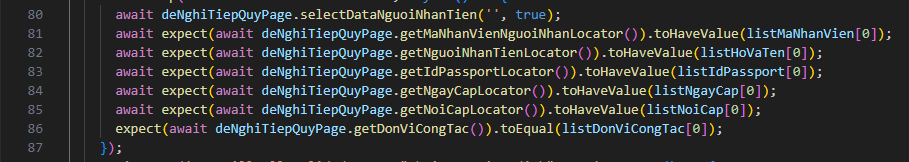 80 await deNghiTiepQuyPage.selectDataNguoiNhanTien('', true);
81 await expect(await deNghiTiepQuyPage.getMaNhanVienNguoiNhanLocator()).toHaveValue(listMaNhanVien[0]);
82 await expect(await deNghiTiepQuyPage.getNguoiNhanTienLocator()).toHaveValue(listHoVaTen[0]);
83 await expect(await deNghiTiepQuyPage.getIdPassportLocator()).toHaveValue(listIdPassport[0]);
84 await expect(await deNghiTiepQuyPage.getNgayCapLocator()).toHaveValue(listNgayCap[0]);
85 await expect(await deNghiTiepQuyPage.getNoiCapLocator()).toHaveValue(listNoiCap[0]);
86 expect(await deNghiTiepQuyPage.getDonViCongTac()).toEqual(listDonViCongTac[0]);
87 });